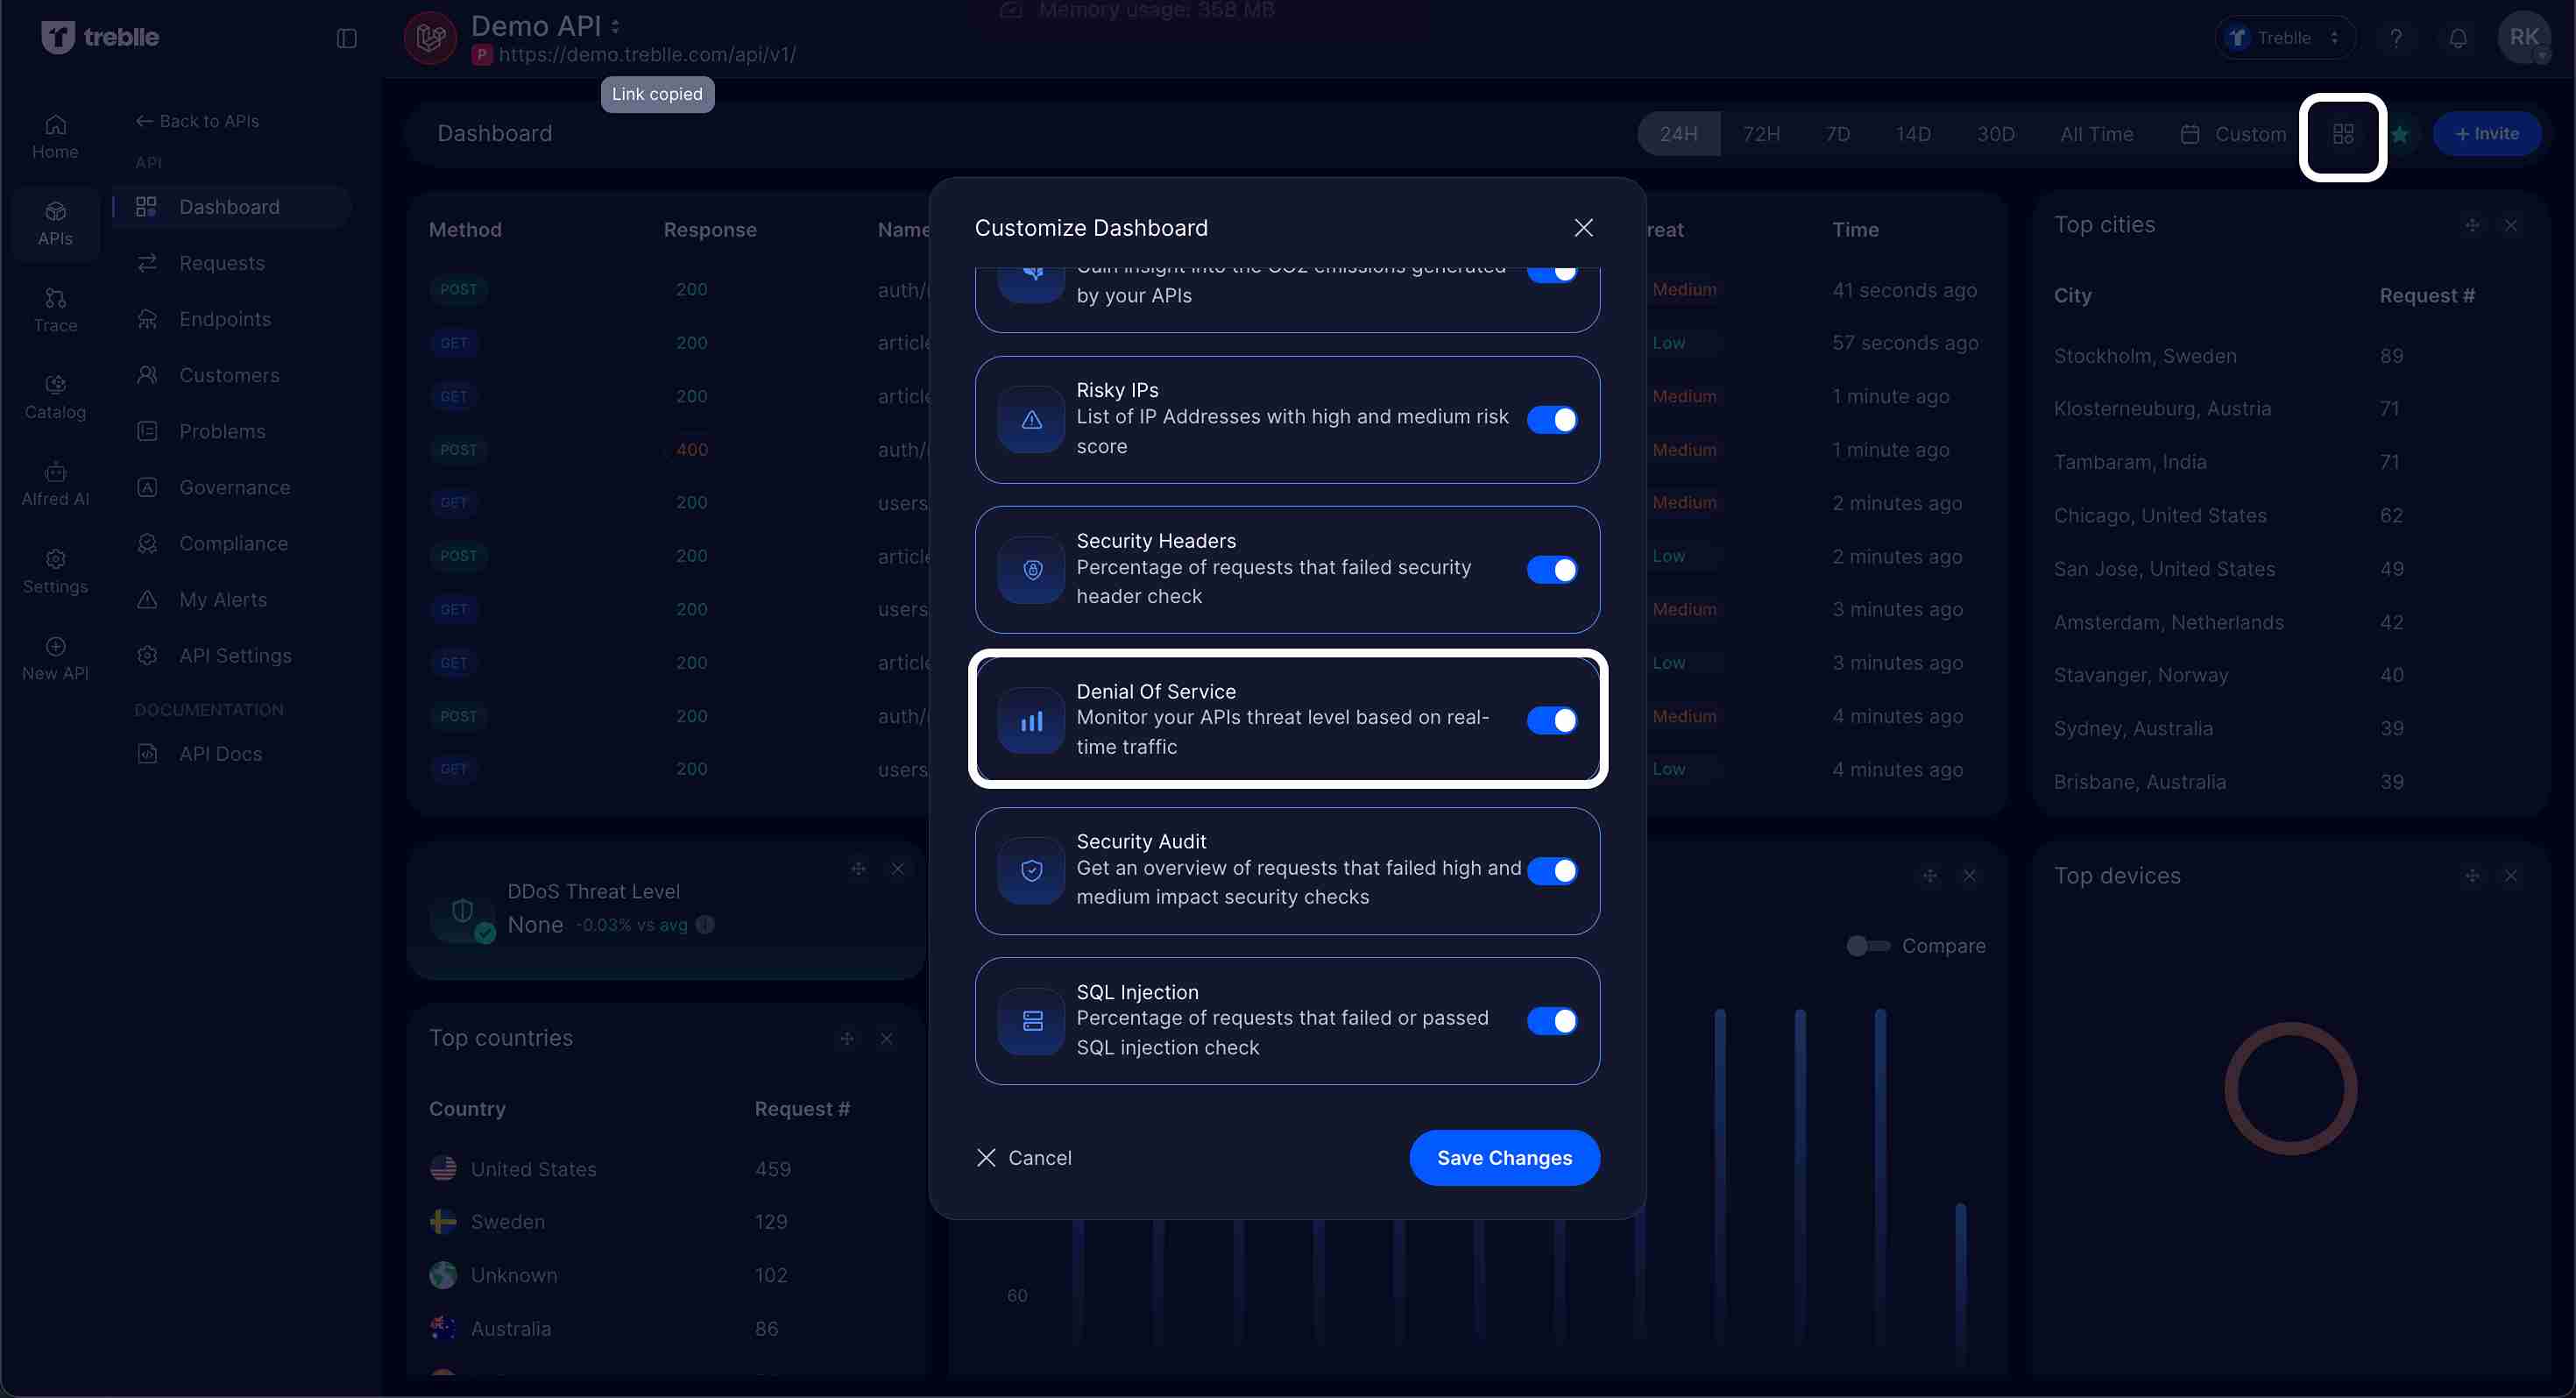 treblle
Demo API
P https://demo.treblle.com/api/v1/
Link copied
Memory usage: 358 MB
Treblle
?
RK
Home
APIs
Trace
Catalog
Alfred AI
Settings
New API
Back to APIs
API
Dashboard
Requests
Endpoints
Customers
Problems
Governance
Compliance
My Alerts
API Settings
DOCUMENTATION
API Docs
Dashboard
24H 72H 7D 14D 30D All Time Custom
+ Invite
Method Response Name reat Time
POST 200 auth/ Medium 41 seconds ago
GET 200 article Low 57 seconds ago
GET 200 article Medium 1 minute ago
POST 400 auth/ Medium 1 minute ago
GET 200 users Medium 2 minutes ago
POST 200 article Low 2 minutes ago
GET 200 users Medium 3 minutes ago
GET 200 article Low 3 minutes ago
POST 200 auth/ Medium 4 minutes ago
GET 200 users Low 4 minutes ago
Top cities
City Request #
Stockholm, Sweden 89
Klosterneuburg, Austria 71
Tambaram, India 71
Chicago, United States 62
San Jose, United States 49
Amsterdam, Netherlands 42
Stavanger, Norway 40
Sydney, Australia 39
Brisbane, Australia 39
Customize Dashboard
Gain insight into the CO2 emissions generated
by your APIs
Risky IPs
List of IP Addresses with high and medium risk
score
Security Headers
Percentage of requests that failed security
header check
Denial Of Service
Monitor your APIs threat level based on real-
time traffic
Security Audit
Get an overview of requests that failed high and
medium impact security checks
SQL Injection
Percentage of requests that failed or passed
SQL injection check
Cancel
Save Changes
DDoS Threat Level
None -0.03% vs avg
Top countries
Country Request #
United States 459
Sweden 129
Unknown 102
Australia 86
Compare
60
Top devices